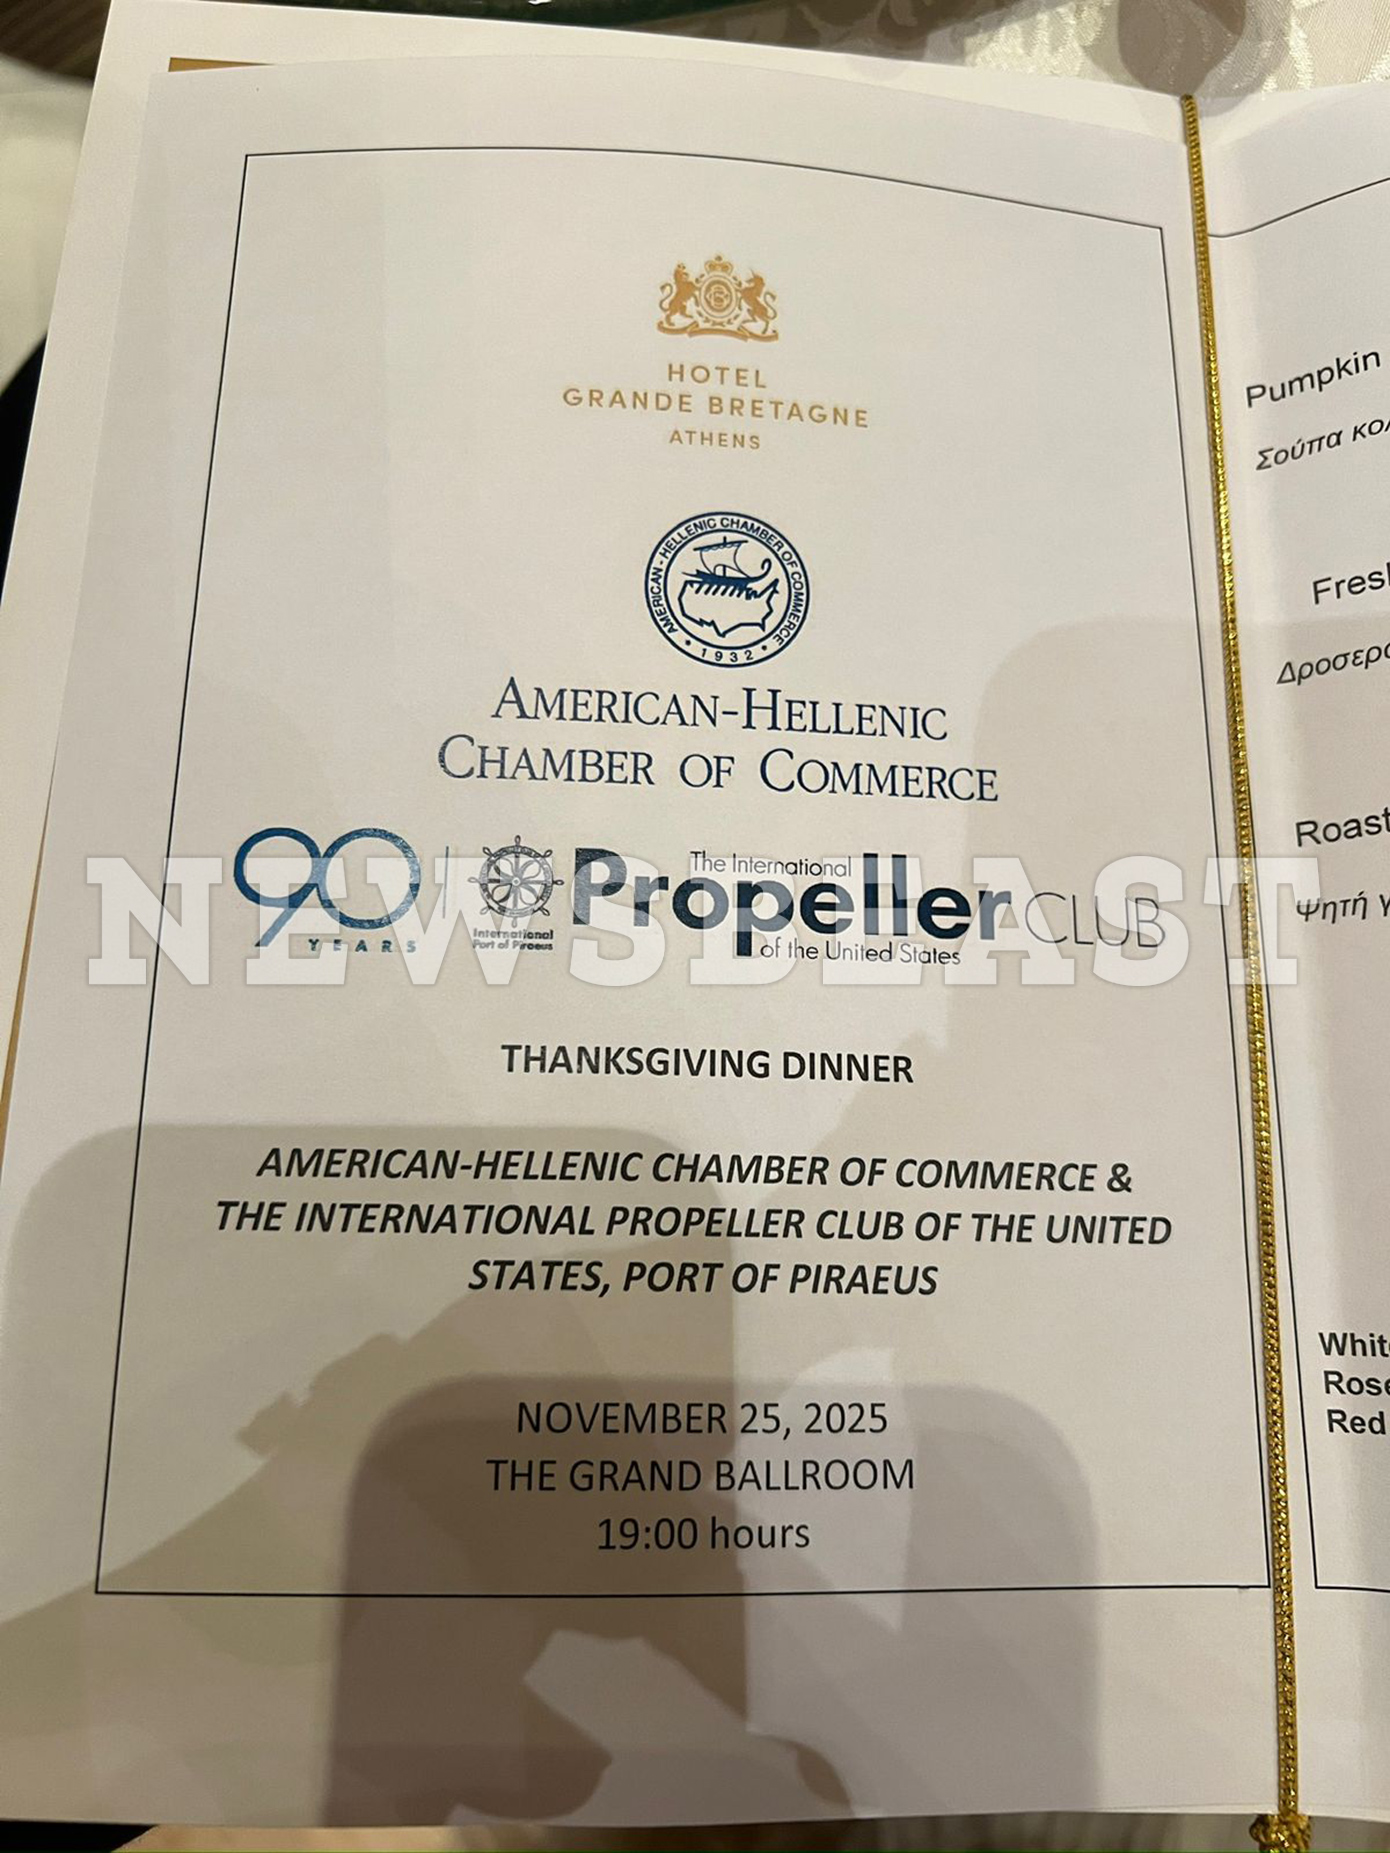 HOTEL
GRANDE BRETAGNE
ATHENS
AMERICAN-HELLENIC CHAMBER OF COMMERCE
• 1932 •
AMERICAN-HELLENIC
CHAMBER OF COMMERCE
90
YEARS
International
Port of Piraeus
The International
Propeller CLUB
of the United States
NEWSBEAST
THANKSGIVING DINNER
AMERICAN-HELLENIC CHAMBER OF COMMERCE &
THE INTERNATIONAL PROPELLER CLUB OF THE UNITED
STATES, PORT OF PIRAEUS
NOVEMBER 25, 2025
THE GRAND BALLROOM
19:00 hours
Pumpkin
Σούπα
Roast
Ψητή
Red